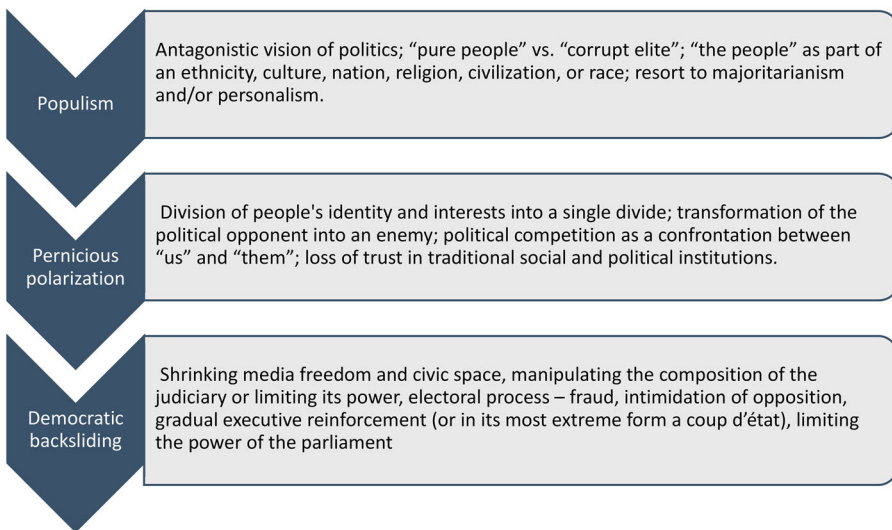 Populism
Antagonistic vision of politics; “pure people” vs. “corrupt elite”; “the people” as part of
an ethnicity, culture, nation, religion, civilization, or race; resort to majoritarianism
and/or personalism.
Pernicious
polarization
Division of people's identity and interests into a single divide; transformation of the
political opponent into an enemy; political competition as a confrontation between
“us” and “them”; loss of trust in traditional social and political institutions.
Democratic
backsliding
Shrinking media freedom and civic space, manipulating the composition of the
judiciary or limiting its power, electoral process – fraud, intimidation of opposition,
gradual executive reinforcement (or in its most extreme form a coup d’état), limiting
the power of the parliament